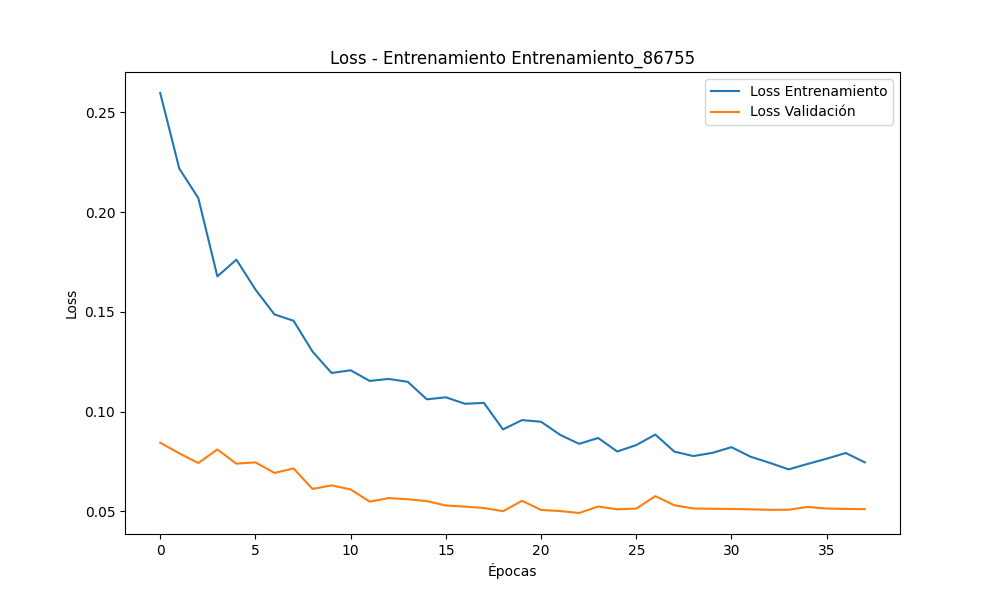 Loss - Entrenamiento Entrenamiento_86755
Loss Entrenamiento
Loss Validación
0.25
0.20
0.15
0.10
0.05
Loss
0 5 10 15 20 25 30 35
Épocas